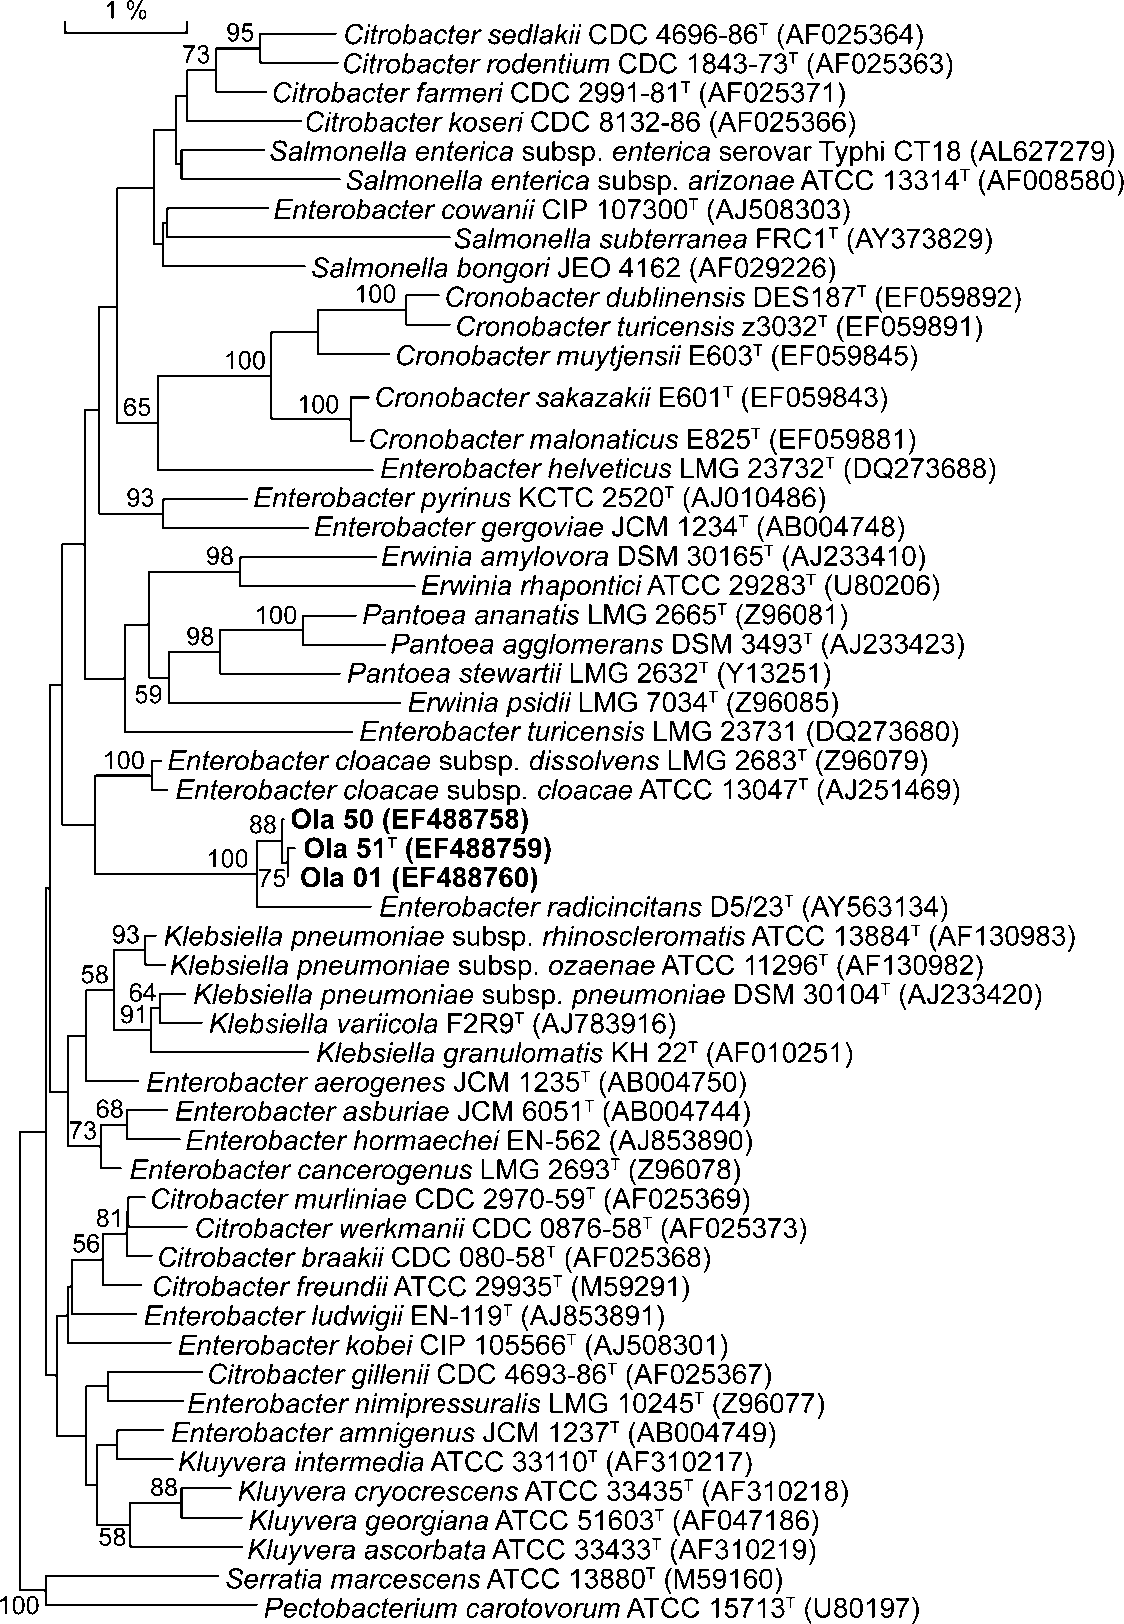 1 %
95
Citrobacter sedlakii CDC 4696-86ᵀ (AF025364)
73
Citrobacter rodentium CDC 1843-73ᵀ (AF025363)
Citrobacter farmeri CDC 2991-81ᵀ (AF025371)
Citrobacter koseri CDC 8132-86 (AF025366)
Salmonella enterica subsp. enterica serovar Typhi CT18 (AL627279)
Salmonella enterica subsp. arizonae ATCC 13314ᵀ (AF008580)
Enterobacter cowanii CIP 107300ᵀ (AJ508303)
Salmonella subterranea FRC1ᵀ (AY373829)
Salmonella bongori JEO 4162 (AF029226)
100
Cronobacter dublinensis DES187ᵀ (EF059892)
Cronobacter turicensis z3032ᵀ (EF059891)
100
Cronobacter muytjensii E603ᵀ (EF059845)
65
100
Cronobacter sakazakii E601ᵀ (EF059843)
Cronobacter malonaticus E825ᵀ (EF059881)
Enterobacter helveticus LMG 23732ᵀ (DQ273688)
93
Enterobacter pyrinus KCTC 2520ᵀ (AJ010486)
Enterobacter gergoviae JCM 1234ᵀ (AB004748)
98
Erwinia amylovora DSM 30165ᵀ (AJ233410)
Erwinia rhapontici ATCC 29283ᵀ (U80206)
100
Pantoea ananatis LMG 2665ᵀ (Z96081)
98
Pantoea agglomerans DSM 3493ᵀ (AJ233423)
Pantoea stewartii LMG 2632ᵀ (Y13251)
59
Erwinia psidii LMG 7034ᵀ (Z96085)
Enterobacter turicensis LMG 23731 (DQ273680)
100
Enterobacter cloacae subsp. dissolvens LMG 2683ᵀ (Z96079)
Enterobacter cloacae subsp. cloacae ATCC 13047ᵀ (AJ251469)
88
Ola 50 (EF488758)
100
Ola 51ᵀ (EF488759)
75
Ola 01 (EF488760)
Enterobacter radicincitans D5/23ᵀ (AY563134)
93
Klebsiella pneumoniae subsp. rhinoscleromatis ATCC 13884ᵀ (AF130983)
58
Klebsiella pneumoniae subsp. ozaenae ATCC 11296ᵀ (AF130982)
64
Klebsiella pneumoniae subsp. pneumoniae DSM 30104ᵀ (AJ233420)
91
Klebsiella variicola F2R9ᵀ (AJ783916)
Klebsiella granulomatis KH 22ᵀ (AF010251)
Enterobacter aerogenes JCM 1235ᵀ (AB004750)
68
Enterobacter asburiae JCM 6051ᵀ (AB004744)
73
Enterobacter hormaechei EN-562 (AJ853890)
Enterobacter cancerogenus LMG 2693ᵀ (Z96078)
Citrobacter murliniae CDC 2970-59ᵀ (AF025369)
81
Citrobacter werkmanii CDC 0876-58ᵀ (AF025373)
56
Citrobacter braakii CDC 080-58ᵀ (AF025368)
Citrobacter freundii ATCC 29935ᵀ (M59291)
Enterobacter ludwigii EN-119ᵀ (AJ853891)
Enterobacter kobei CIP 105566ᵀ (AJ508301)
Citrobacter gillenii CDC 4693-86ᵀ (AF025367)
Enterobacter nimipressuralis LMG 10245ᵀ (Z96077)
Enterobacter amnigenus JCM 1237ᵀ (AB004749)
Kluyvera intermedia ATCC 33110ᵀ (AF310217)
88
Kluyvera cryocrescens ATCC 33435ᵀ (AF310218)
Kluyvera georgiana ATCC 51603ᵀ (AF047186)
58
Kluyvera ascorbata ATCC 33433ᵀ (AF310219)
Serratia marcescens ATCC 13880ᵀ (M59160)
100
Pectobacterium carotovorum ATCC 15713ᵀ (U80197)